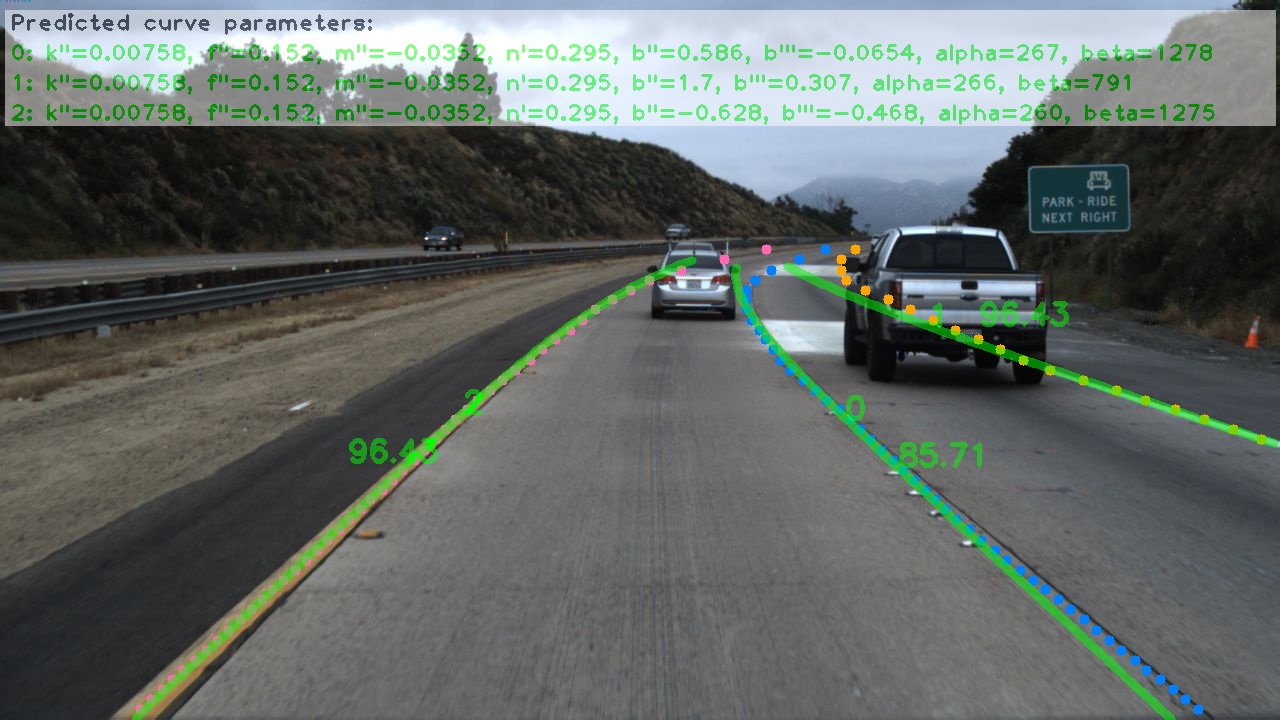 Predicted curve parameters:
0: k''=0.00758, f''=0.152, m''=-0.0352, n'=0.295, b''=0.586, b'''=-0.0654, alpha=267, beta=1278
1: k''=0.00758, f''=0.152, m''=-0.0352, n'=0.295, b''=1.7, b'''=0.307, alpha=266, beta=791
2: k''=0.00758, f''=0.152, m''=-0.0352, n'=0.295, b''=-0.628, b'''=-0.468, alpha=260, beta=1275
PARK - RIDE
NEXT RIGHT
1
96.43
2
0
96.43
85.71